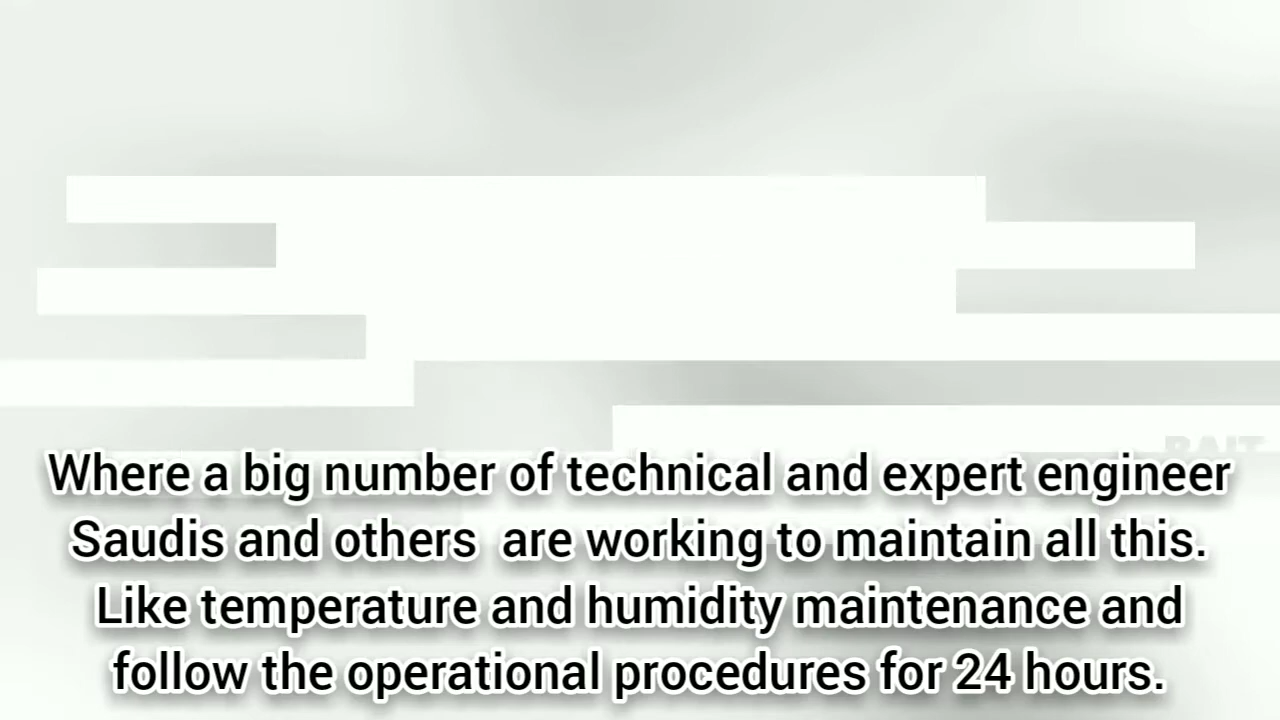 Where a big number of technical and expert engineer
Saudis and others  are working to maintain all this.
Like temperature and humidity maintenance and
follow the operational procedures for 24 hours.